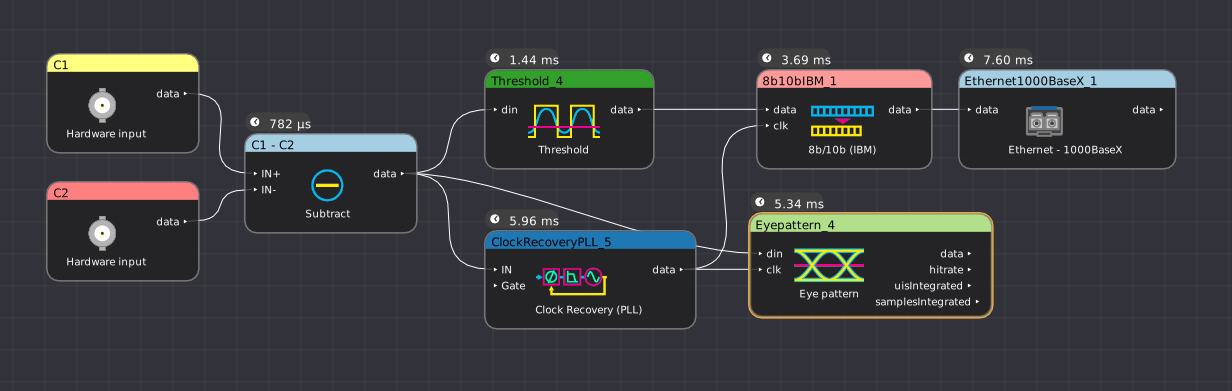 C1
data
Hardware input
C2
data
Hardware input
782 µs
C1 - C2
IN+
IN-
data
Subtract
1.44 ms
Threshold_4
din
data
Threshold
5.96 ms
ClockRecoveryPLL_5
IN
Gate
data
Clock Recovery (PLL)
3.69 ms
8b10bIBM_1
data
clk
data
8b/10b (IBM)
5.34 ms
Eyepattern_4
din
clk
data
hitrate
uisIntegrated
samplesIntegrated
Eye pattern
7.60 ms
Ethernet1000BaseX_1
data
data
Ethernet - 1000BaseX